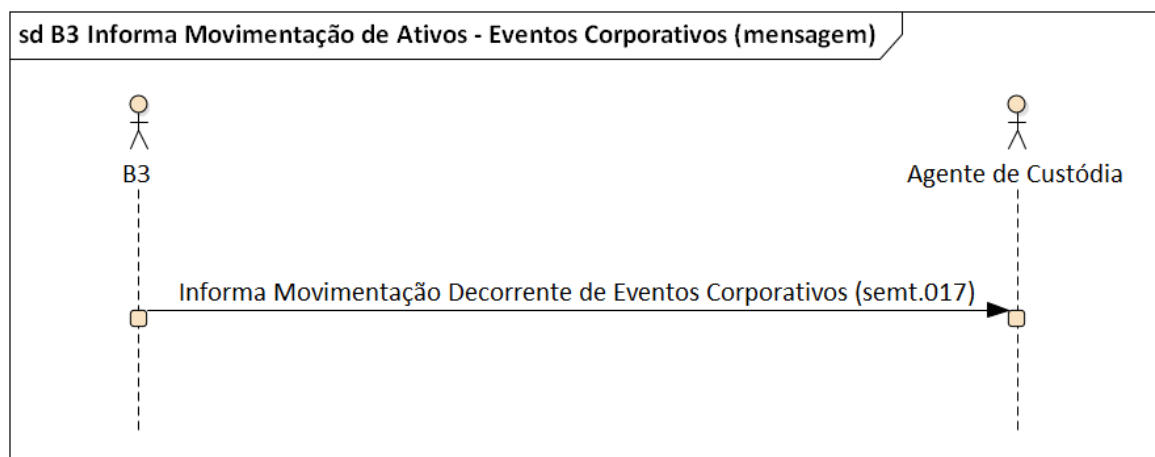 sd B3 Informa Movimentação de Ativos - Eventos Corporativos (mensagem)
B3
Agente de Custódia
Informa Movimentação Decorrente de Eventos Corporativos (semt.017)